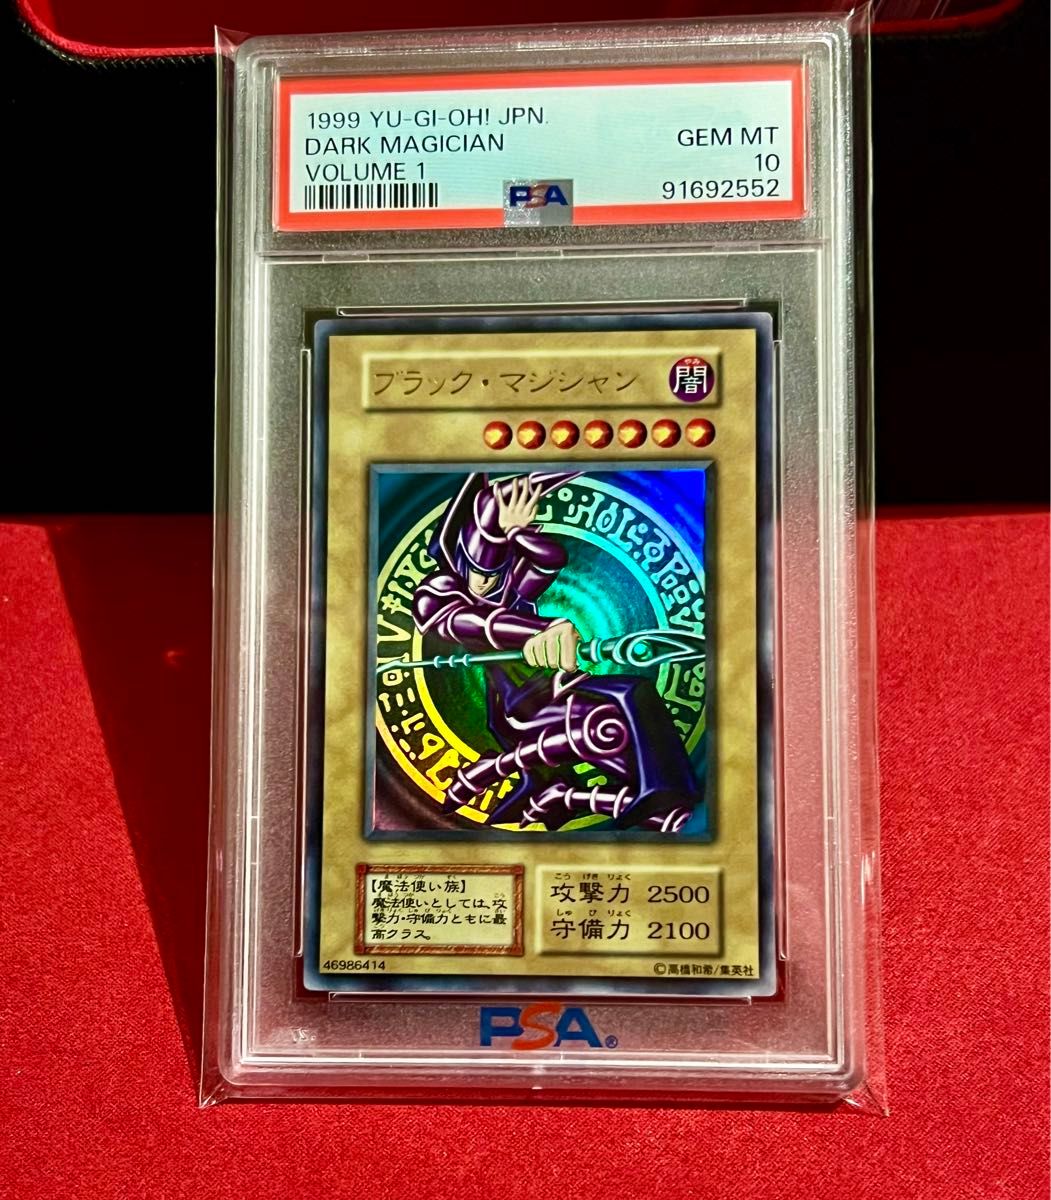 1999 YU-GI-OH! JPN.
DARK MAGICIAN
VOLUME 1
GEM MT
10
91692552
PSA
ブラック・マジシャン
やみ
闇
【魔法使い族】
魔法使いとしては、攻
撃力・守備力ともに最
高クラス。
こう げき りょく
攻撃力 2500
しゅ び りょく
守備力 2100
46986414
©高橋和希/集英社
PSA®